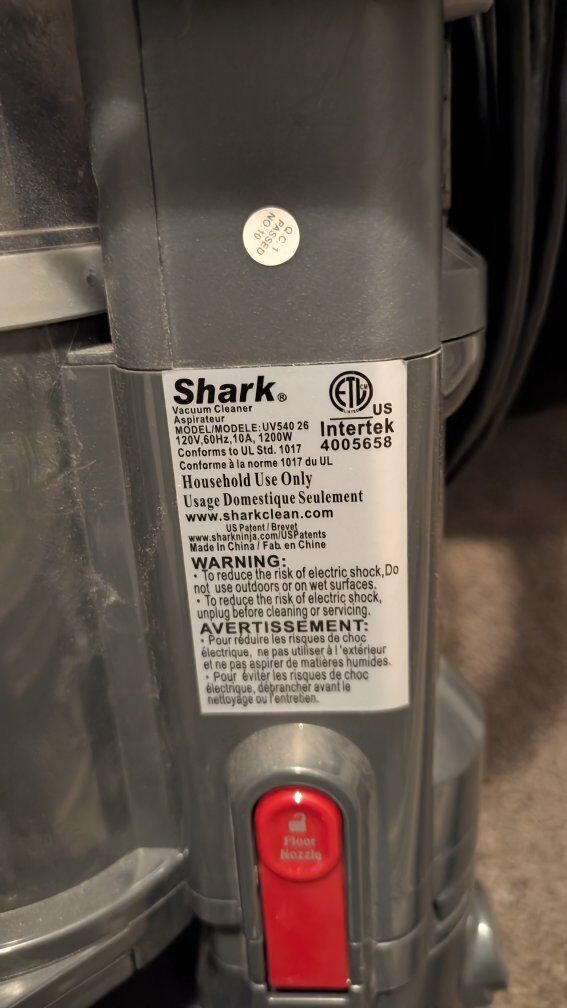 Q.C. 1
PASSED
NO.10
Shark®
Vacuum Cleaner
Aspirateur
MODEL/MODELE:UV540 26
120V,60Hz,10A, 1200W
Conforms to UL Std. 1017
Conforme à la norme 1017 du UL
ETL CM
LISTED
US
Intertek
4005658
Household Use Only
Usage Domestique Seulement
www.sharkclean.com
US Patent / Brevet
www.sharkninja.com/USPatents
Made In China / Fab. en Chine
WARNING:
• To reduce the risk of electric shock,Do
not use outdoors or on wet surfaces.
• To reduce the risk of electric shock,
unplug before cleaning or servicing.
AVERTISSEMENT:
• Pour réduire les risques de choc
électrique, ne pas utiliser à l'extérieur
et ne pas aspirer de matières humides.
• Pour éviter les risques de choc
électrique, débrancher avant le
nettoyage ou l'entretien.
Floor
Nozzle